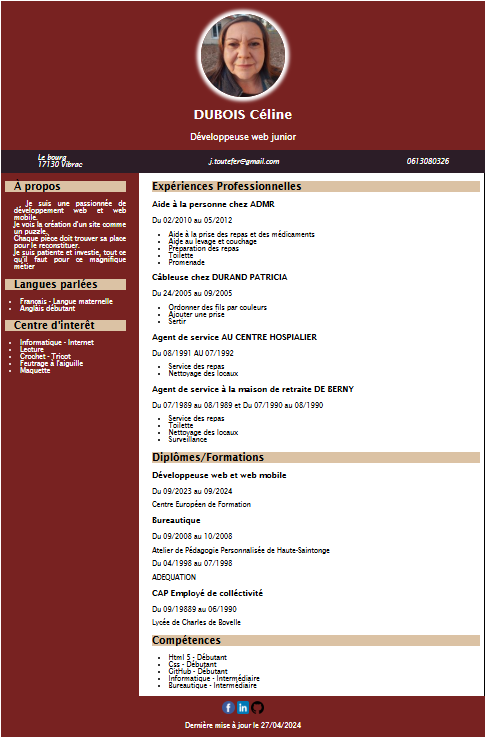 DUBOIS Céline
Développeuse web junior
Le bourg
17130 Vibrac
j.toutefer@gmail.com
0613080326
À propos
Je suis une passionnée de
développement web et web
mobile.
Je vois la création d'un site comme
un puzzle.
Chaque pièce doit trouver sa place
pour le reconstituer.
Je suis patiente et investie, tout ce
qu'il faut pour ce magnifique
métier
Langues parlées
Français - Langue maternelle
Anglais débutant
Centre d'interêt
Informatique - Internet
Lecture
Crochet - Tricot
Feutrage à l'aiguille
Maquette
Expériences Professionnelles
Aide à la personne chez ADMR
Du 02/2010 au 05/2012
Aide à la prise des repas et des médicaments
Aide au levage et couchage
Préparation des repas
Toilette
Promenade
Câbleuse chez DURAND PATRICIA
Du 24/2005 au 09/2005
Ordonner des fils par couleurs
Ajouter une prise
Sertir
Agent de service AU CENTRE HOSPIALIER
Du 08/1991 AU 07/1992
Service des repas
Nettoyage des locaux
Agent de service à la maison de retraite DE BERNY
Du 07/1989 au 08/1989 et Du 07/1990 au 08/1990
Service des repas
Toilette
Nettoyage des locaux
Surveillance
Diplômes/Formations
Développeuse web et web mobile
Du 09/2023 au 09/2024
Centre Européen de Formation
Bureautique
Du 09/2008 au 10/2008
Atelier de Pédagogie Personnalisée de Haute-Saintonge
Du 04/1998 au 07/1998
ADEQUATION
CAP Employé de colléctivité
Du 09/19889 au 06/1990
Lycée de Charles de Bovelle
Compétences
Html 5 - Débutant
Css - Débutant
GitHub - Débutant
Informatique - Intermédiaire
Bureautique - Intermédiaire
Dernière mise à jour le 27/04/2024